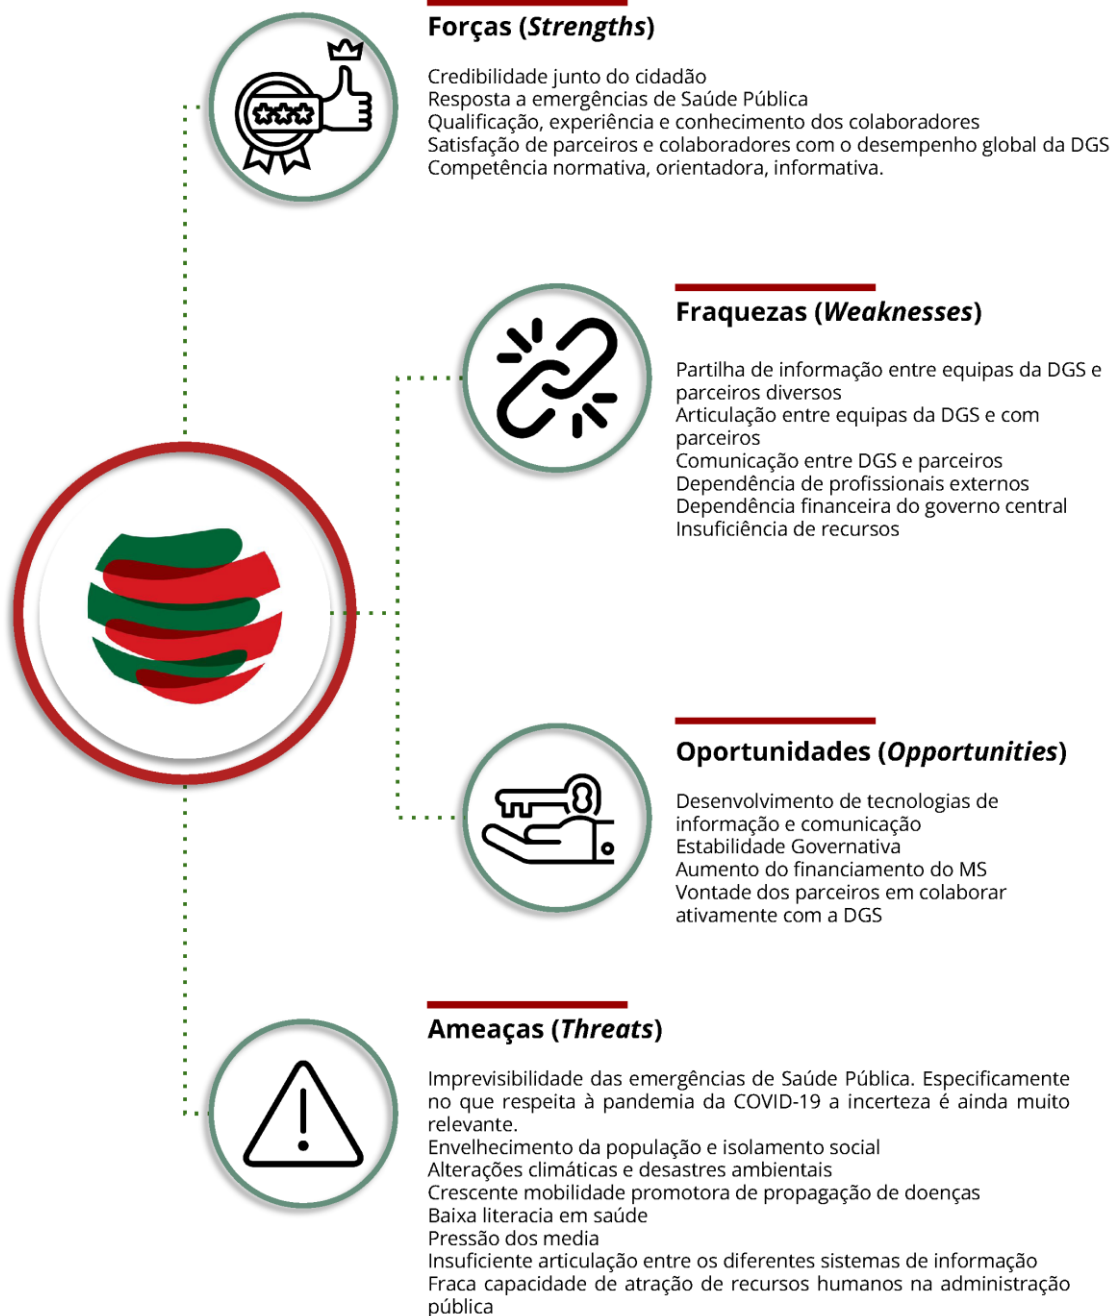 Forças (Strengths)
Credibilidade junto do cidadão
Resposta a emergências de Saúde Pública
Qualificação, experiência e conhecimento dos colaboradores
Satisfação de parceiros e colaboradores com o desempenho global da DGS
Competência normativa, orientadora, informativa.
Fraquezas (Weaknesses)
Partilha de informação entre equipas da DGS e
parceiros diversos
Articulação entre equipas da DGS e com
parceiros
Comunicação entre DGS e parceiros
Dependência de profissionais externos
Dependência financeira do governo central
Insuficiência de recursos
Oportunidades (Opportunities)
Desenvolvimento de tecnologias de
informação e comunicação
Estabilidade Governativa
Aumento do financiamento do MS
Vontade dos parceiros em colaborar
ativamente com a DGS
Ameaças (Threats)
Imprevisibilidade das emergências de Saúde Pública. Especificamente
no que respeita à pandemia da COVID-19 a incerteza é ainda muito
relevante.
Envelhecimento da população e isolamento social
Alterações climáticas e desastres ambientais
Crescente mobilidade promotora de propagação de doenças
Baixa literacia em saúde
Pressão dos media
Insuficiente articulação entre os diferentes sistemas de informação
Fraca capacidade de atração de recursos humanos na administração
pública